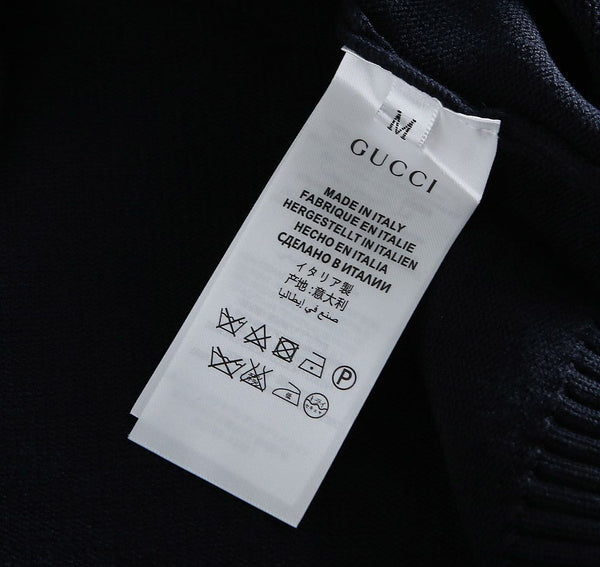 M
GUCCI
MADE IN ITALY
FABRIQUE EN ITALIE
HERGESTELLT IN ITALIEN
HECHO EN ITALIA
СДЕЛАНО В ИТАЛИИ
イタリア製
产地:意大利
صنع في إيطاليا
P